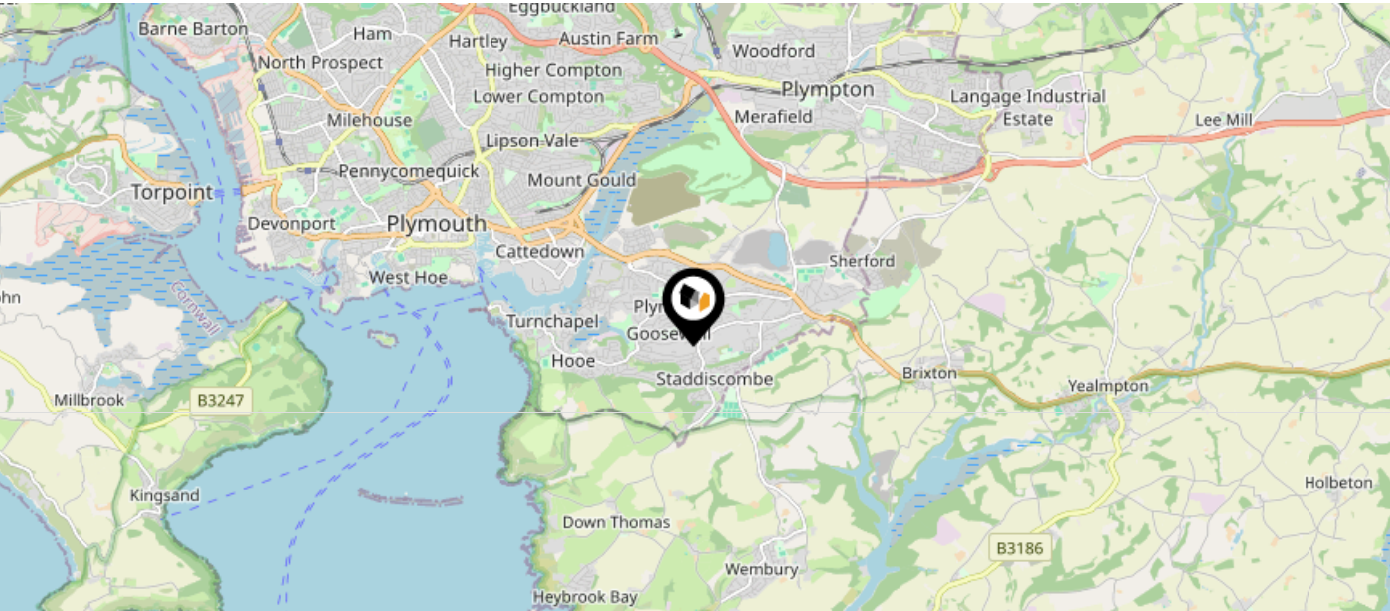 Eggbuckland
Barne Barton
Ham
Hartley
Austin Farm
Woodford
North Prospect
Higher Compton
Plympton
Lower Compton
Langage Industrial
Estate
Milehouse
Merafield
Lee Mill
Lipson Vale
Pennycomequick
Mount Gould
Torpoint
Devonport
Plymouth
Cattedown
Sherford
West Hoe
Cornwall
Turnchapel
Hooe
Staddiscombe
Brixton
Yealmpton
Millbrook
B3247
Kingsand
Holbeton
Down Thomas
B3186
Wembury
Heybrook Bay